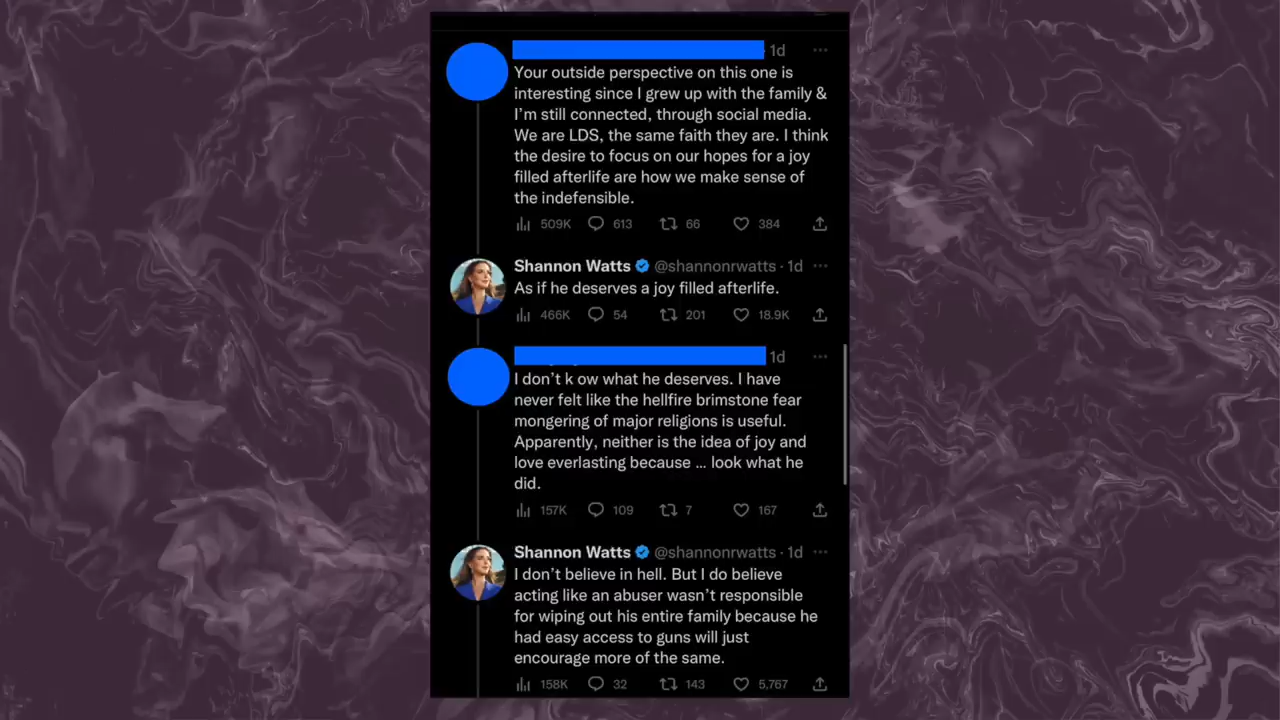 1d ...
Your outside perspective on this one is
interesting since I grew up with the family &
I'm still connected, through social media.
We are LDS, the same faith they are. I think
the desire to focus on our hopes for a joy
filled afterlife are how we make sense of
the indefensible.
509K 613 66 384
Shannon Watts @shannonrwatts · 1d ...
As if he deserves a joy filled afterlife.
466K 54 201 18.9K
1d ...
I don't k ow what he deserves. I have
never felt like the hellfire brimstone fear
mongering of major religions is useful.
Apparently, neither is the idea of joy and
love everlasting because ... look what he
did.
157K 109 7 167
Shannon Watts @shannonrwatts · 1d ...
I don't believe in hell. But I do believe
acting like an abuser wasn't responsible
for wiping out his entire family because he
had easy access to guns will just
encourage more of the same.
158K 32 143 5,767